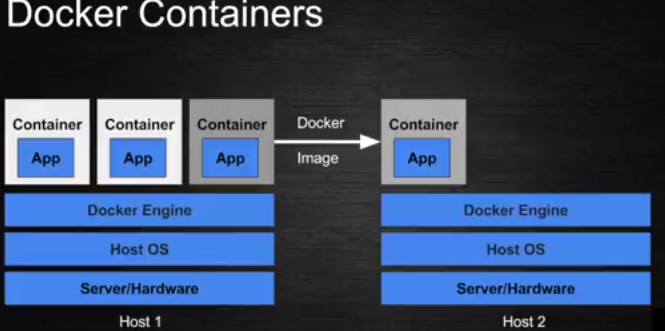 Docker Containers
Container Container Container Docker Container
App App App Image App
Docker Engine Docker Engine
Host OS Host OS
Server/Hardware Server/Hardware
Host 1 Host 2